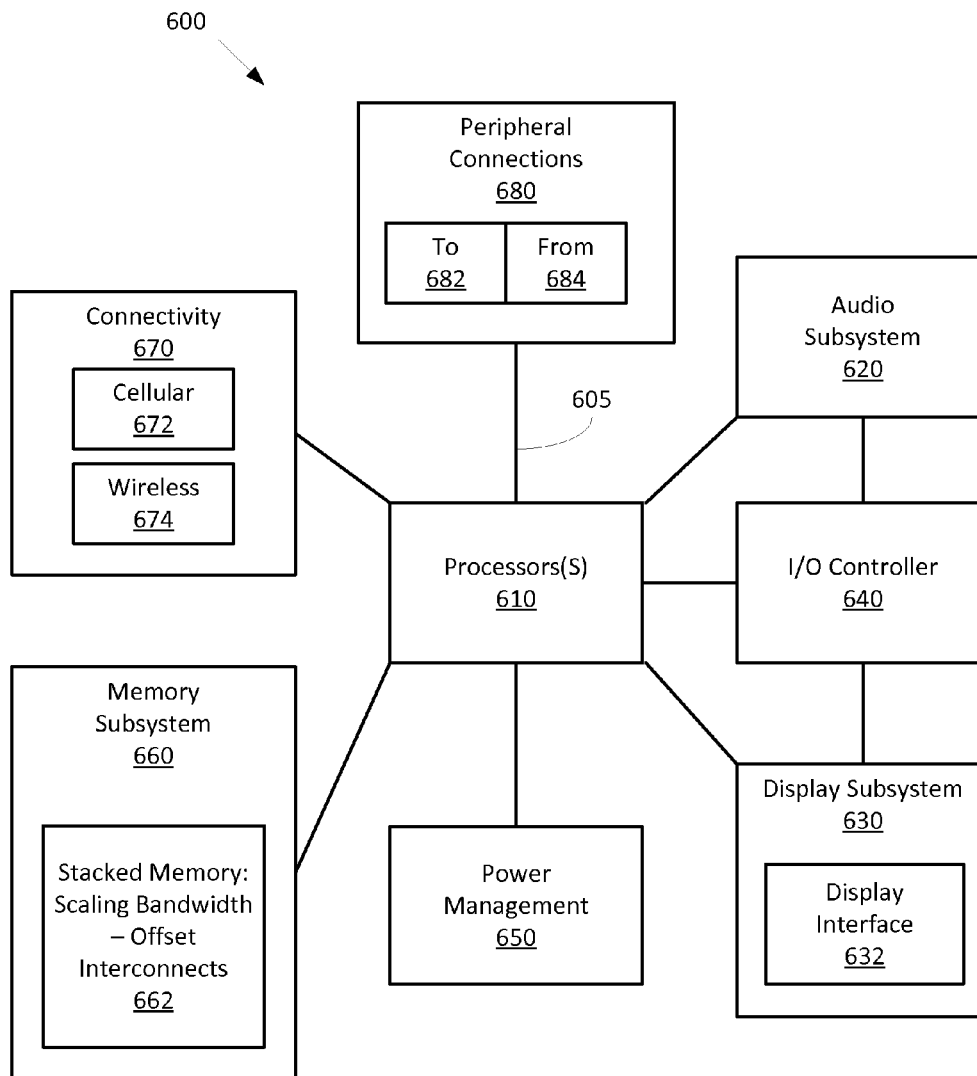 600
Peripheral
Connections
680
To
682
From
684
Connectivity
670
Cellular
672
Wireless
674
Audio
Subsystem
620
605
Processors(S)
610
I/O Controller
640
Memory
Subsystem
660
Stacked Memory:
Scaling Bandwidth
– Offset
Interconnects
662
Power
Management
650
Display Subsystem
630
Display
Interface
632